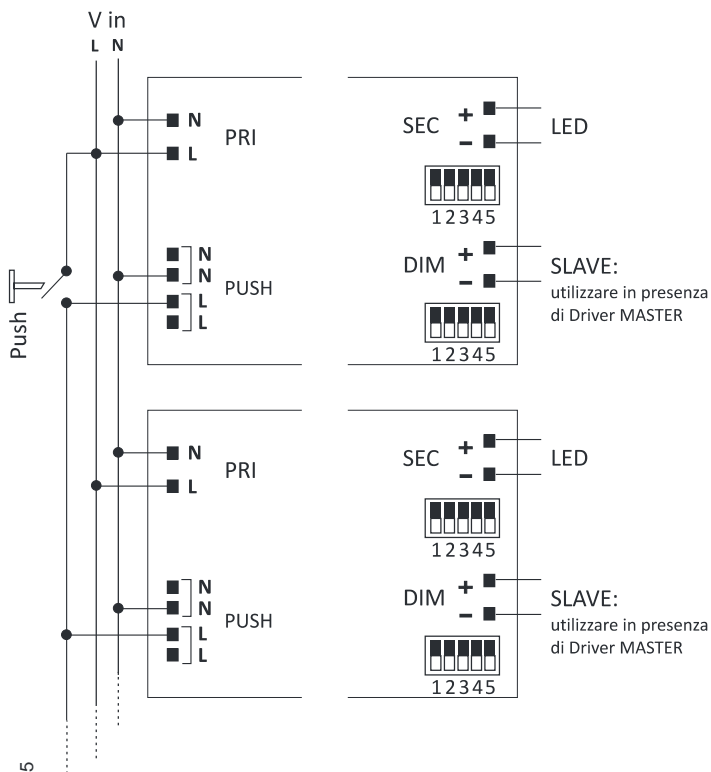 V in
L N
N
PRI
L
SEC
+
−
LED
12345
N
N
PUSH
L
L
DIM
+
−
SLAVE:
utilizzare in presenza
di Driver MASTER
12345
Push
N
PRI
L
SEC
+
−
LED
12345
N
N
PUSH
L
L
DIM
+
−
SLAVE:
utilizzare in presenza
di Driver MASTER
12345
5